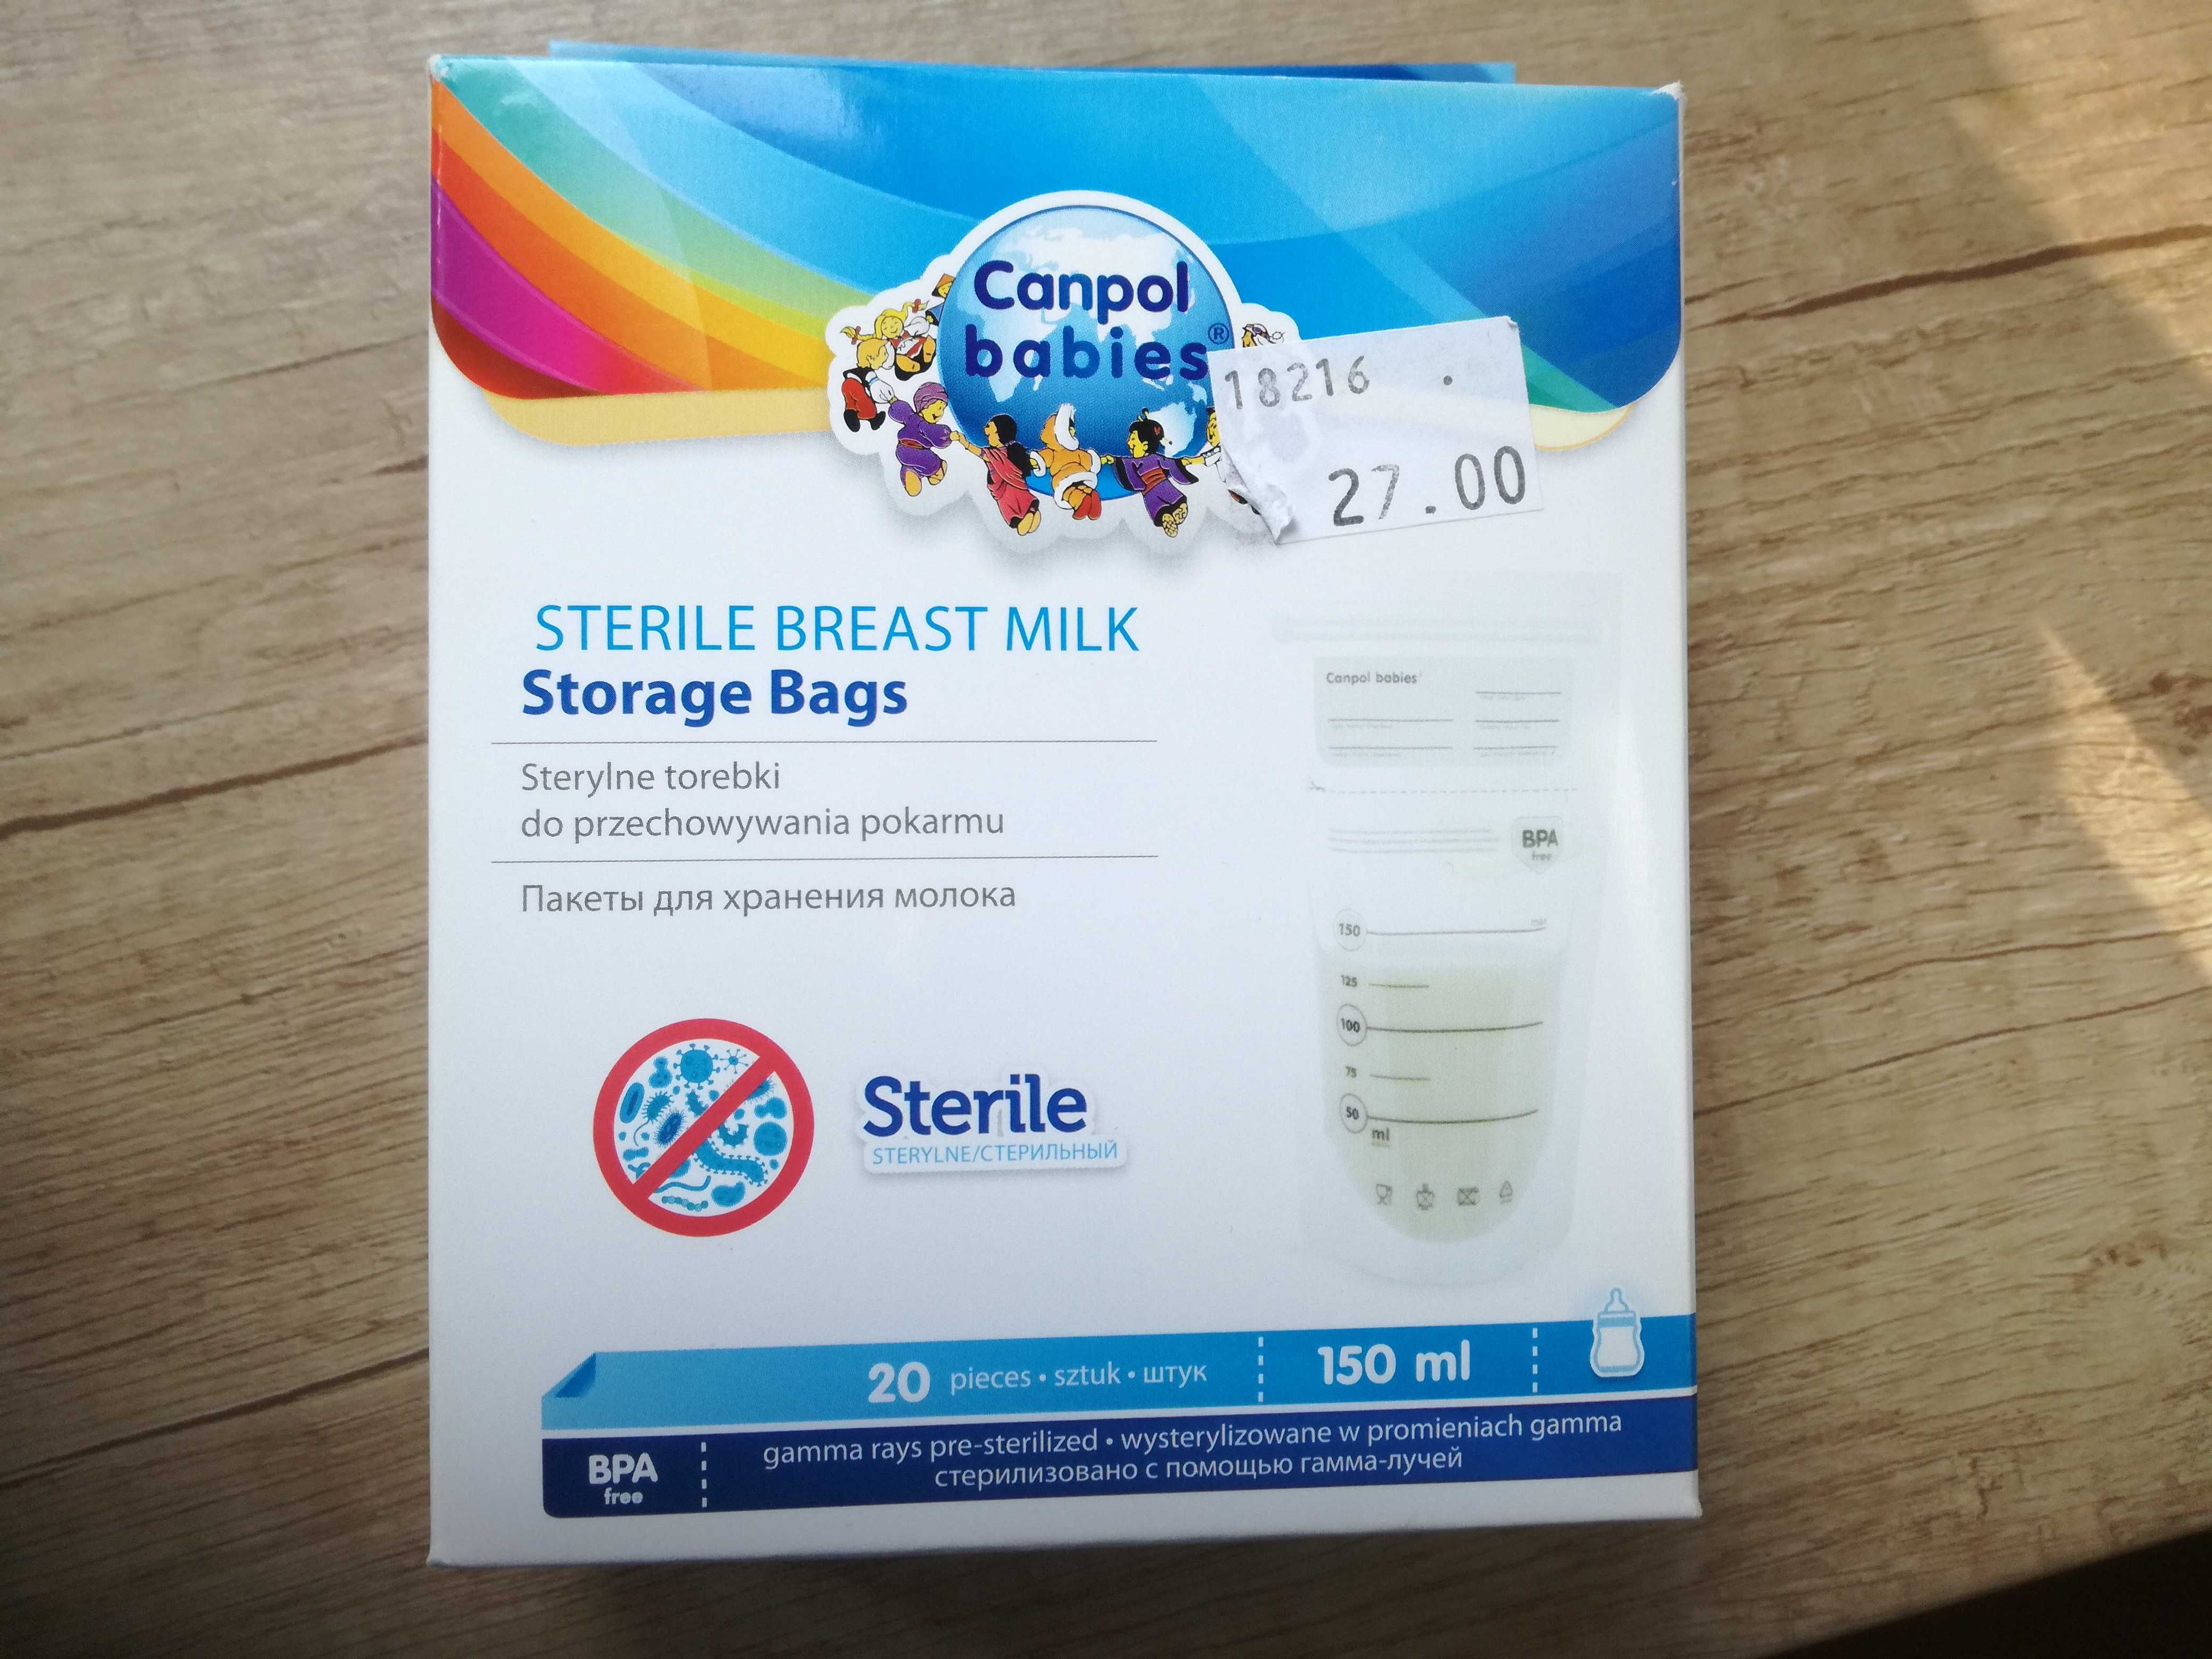 Canpol
babies®
18216 .
27.00
STERILE BREAST MILK
Storage Bags
Sterylne torebki
do przechowywania pokarmu
Пакеты для хранения молока
Canpol babies
BPA
free
150
125
100
75
50
ml
Sterile
STERYLNE/СТЕРИЛЬНЫЙ
20 pieces • sztuk • штук 150 ml
BPA
free
gamma rays pre-sterilized • wysterylizowane w promieniach gamma
стерилизовано с помощью гамма-лучей